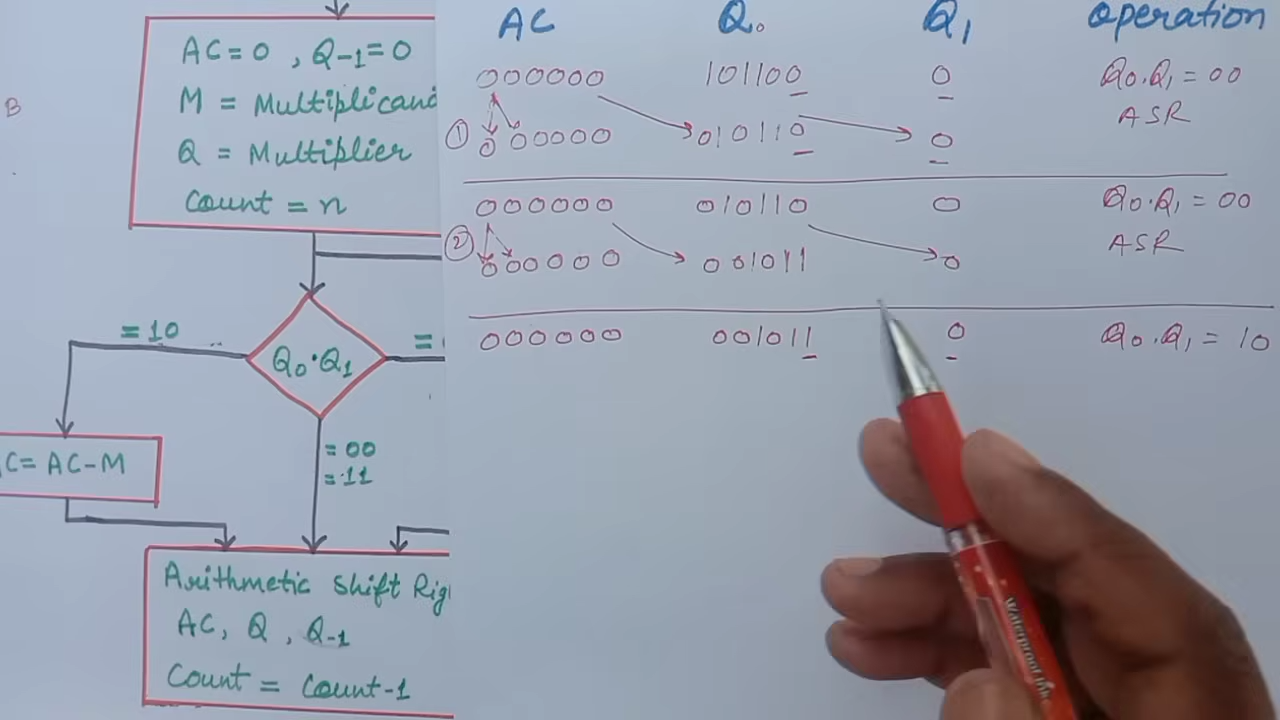 B
AC=0 , Q-1=0
M = Multiplicand
Q = Multiplier
Count = n
= 10
Q0·Q1
=
= 00
= 11
C= AC-M
Arithmetic Shift Rig
AC, Q , Q-1
Count = Count-1
AC Q0 Q1 operation
000000 101100 0 Q0.Q1 = 00
ASR
1 000000 010110 0
000000 010110 0 Q0.Q1 = 00
ASR
2 000000 001011 0
000000 001011 0 Q0.Q1 = 10
Waterproof Ink